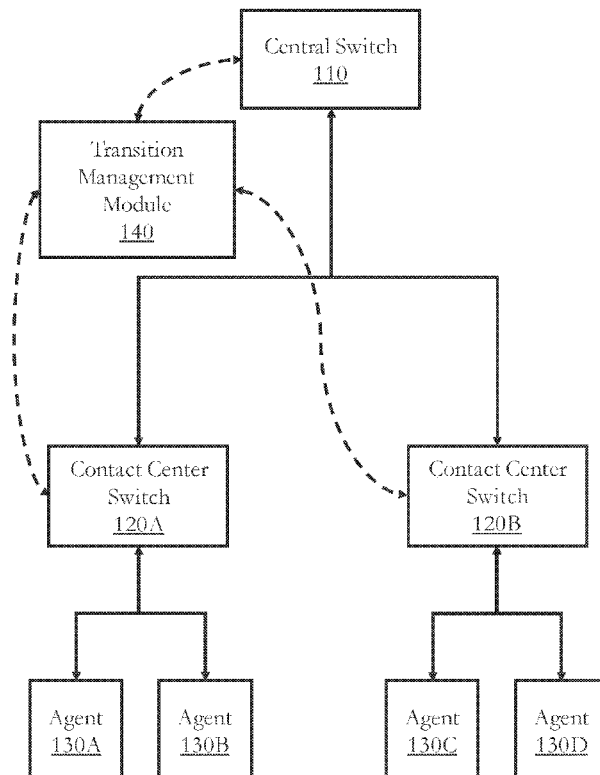 Central Switch
110
Transition
Management
Module
140
Contact Center
Switch
120A
Contact Center
Switch
120B
Agent
130A
Agent
130B
Agent
130C
Agent
130D